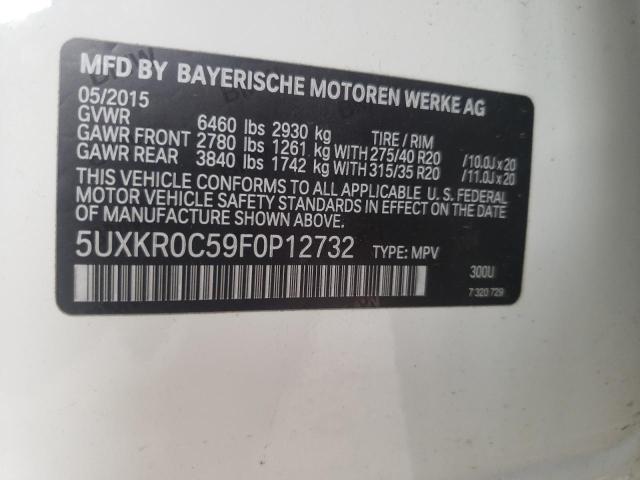 MFD BY BAYERISCHE MOTOREN WERKE AG
05/2015
GVWR 6460 lbs 2930 kg TIRE / RIM
GAWR FRONT 2780 lbs 1261 kg WITH 275/40 R20 /10.0J x 20
GAWR REAR 3840 lbs 1742 kg WITH 315/35 R20 /11.0J x 20
THIS VEHICLE CONFORMS TO ALL APPLICABLE U. S. FEDERAL
MOTOR VEHICLE SAFETY STANDARDS IN EFFECT ON THE
DATE OF MANUFACTURE SHOWN ABOVE.
5UXKR0C59F0P12732 TYPE: MPV
300U
7 320 729